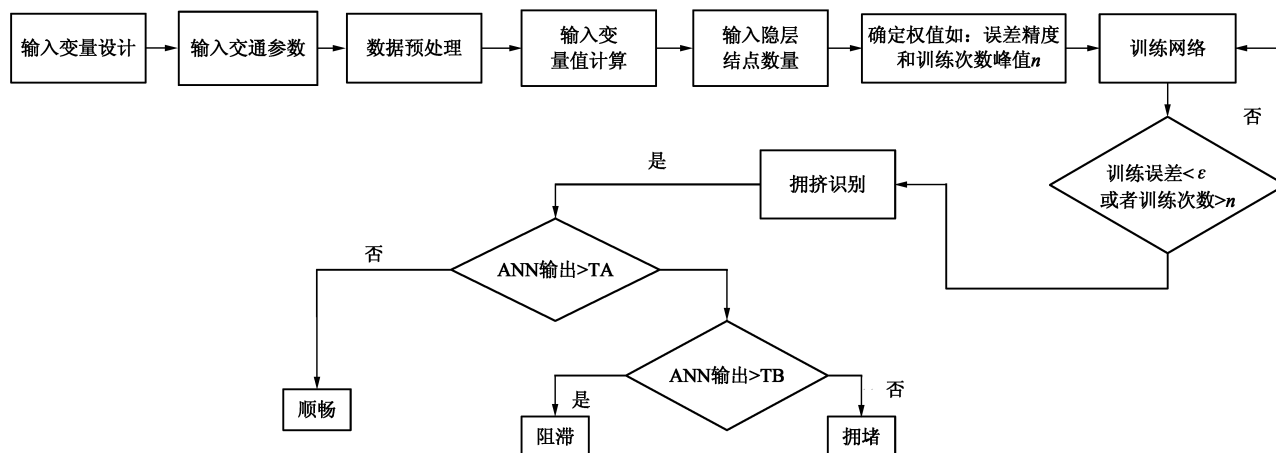 输入变量设计
输入交通参数
数据预处理
输入变
量值计算
输入隐层
结点数量
确定权值如：误差精度
和训练次数峰值n
训练网络
否
训练误差<ε
或者训练次数>n
拥挤识别
是
ANN输出>TA
否
ANN输出>TB
顺畅
是
阻滞
否
拥堵